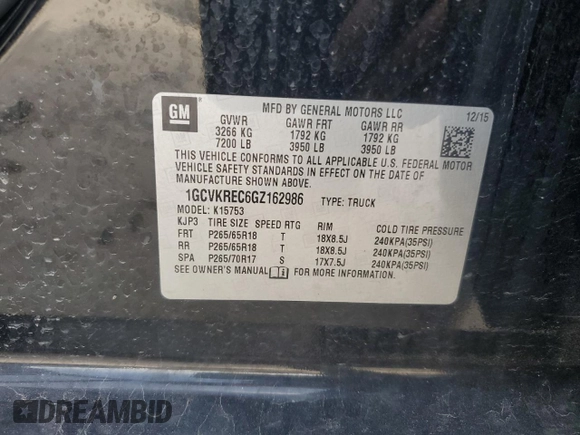 GM
MFD BY GENERAL MOTORS LLC 12/15
GVWR GAWR FRT GAWR RR
3266 KG 1792 KG 1792 KG
7200 LB 3950 LB 3950 LB
THIS VEHICLE CONFORMS TO ALL APPLICABLE U.S. FEDERAL MOTOR
VEHICLE SAFETY STANDARDS IN EFFECT ON THE DATE OF
MANUFACTURE SHOWN ABOVE.
1GCVKREC6GZ162986 TYPE: TRUCK
MODEL: K15753
KJP3 TIRE SIZE SPEED RTG RIM COLD TIRE PRESSURE
FRT P265/65R18 T 18X8.5J 240KPA(35PSI)
RR P265/65R18 T 18X8.5J 240KPA(35PSI)
SPA P265/70R17 S 17X7.5J 240KPA(35PSI)
SEE OWNER'S MANUAL FOR MORE INFORMATION.
DREAMBID